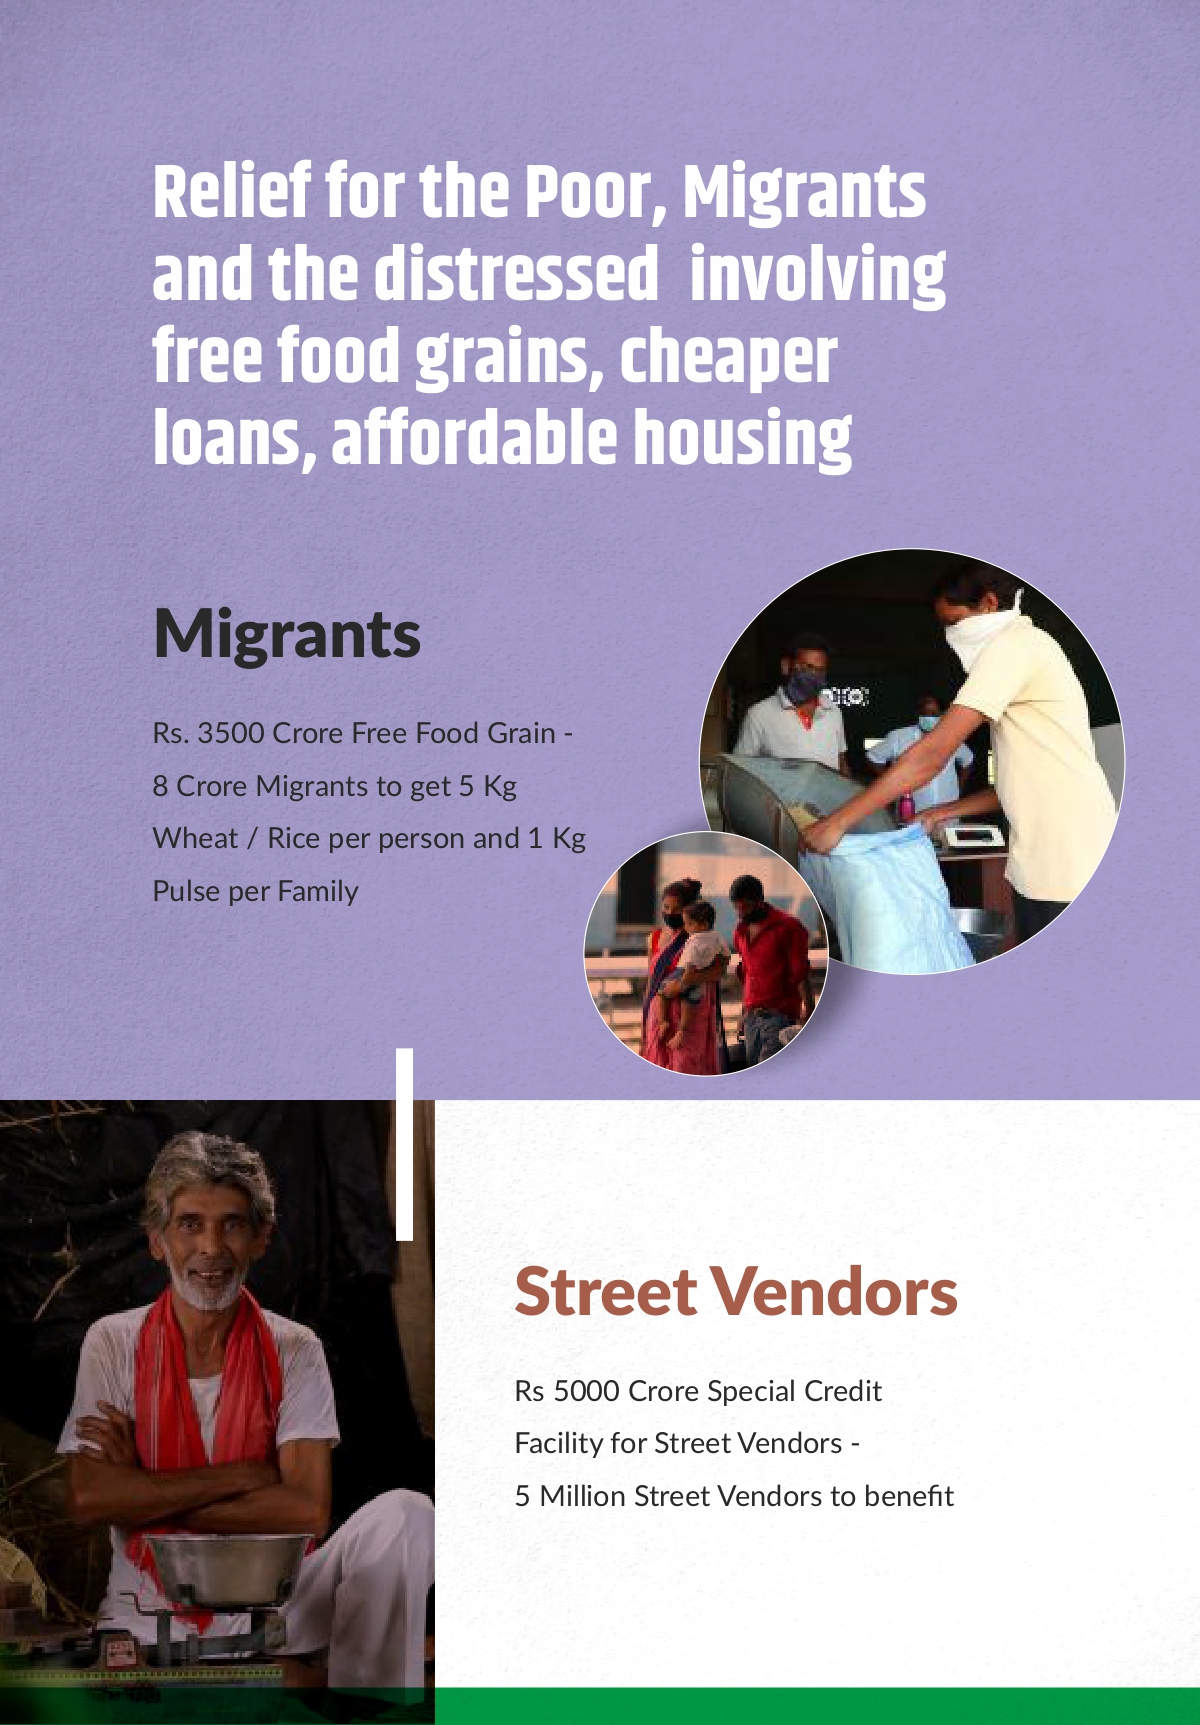 Relief for the Poor, Migrants
and the distressed involving
free food grains, cheaper
loans, affordable housing
Migrants
Rs. 3500 Crore Free Food Grain -
8 Crore Migrants to get 5 Kg
Wheat / Rice per person and 1 Kg
Pulse per Family
Street Vendors
Rs 5000 Crore Special Credit
Facility for Street Vendors -
5 Million Street Vendors to benefit